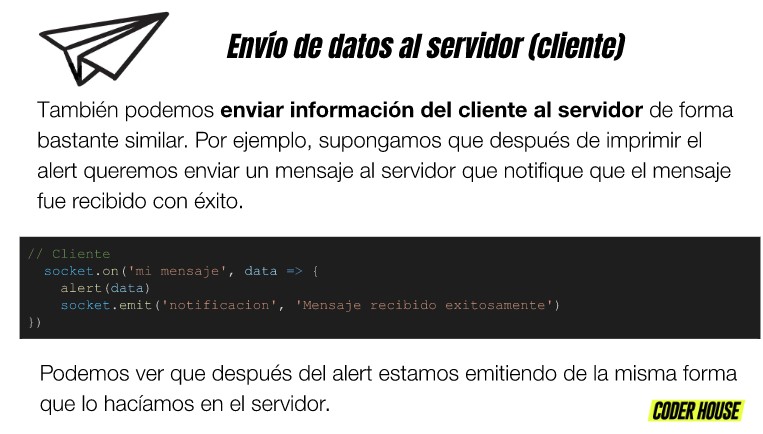 Envío de datos al servidor (cliente)
También podemos enviar información del cliente al servidor de forma
bastante similar. Por ejemplo, supongamos que después de imprimir el
alert queremos enviar un mensaje al servidor que notifique que el mensaje
fue recibido con éxito.
// Cliente
  socket.on('mi mensaje', data => {
    alert(data)
    socket.emit('notificacion', 'Mensaje recibido exitosamente')
})
Podemos ver que después del alert estamos emitiendo de la misma forma
que lo hacíamos en el servidor.
CODER HOUSE